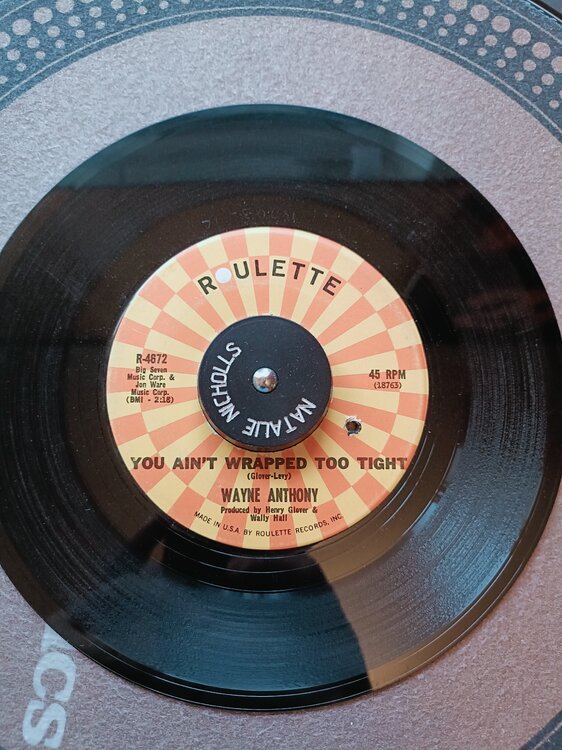 ROULETTE
R-4672
Big Seven
Music Corp. &
Jon Ware
Music Corp.
(BMI - 2:18)
45 RPM
(18763)
NATALIE NICHOLLS
YOU AIN'T WRAPPED TOO TIGHT
(Glover-Levy)
WAYNE ANTHONY
Produced by Henry Glover &
Wally Hall
MADE IN U.S.A. BY ROULETTE RECORDS, INC.
ICS